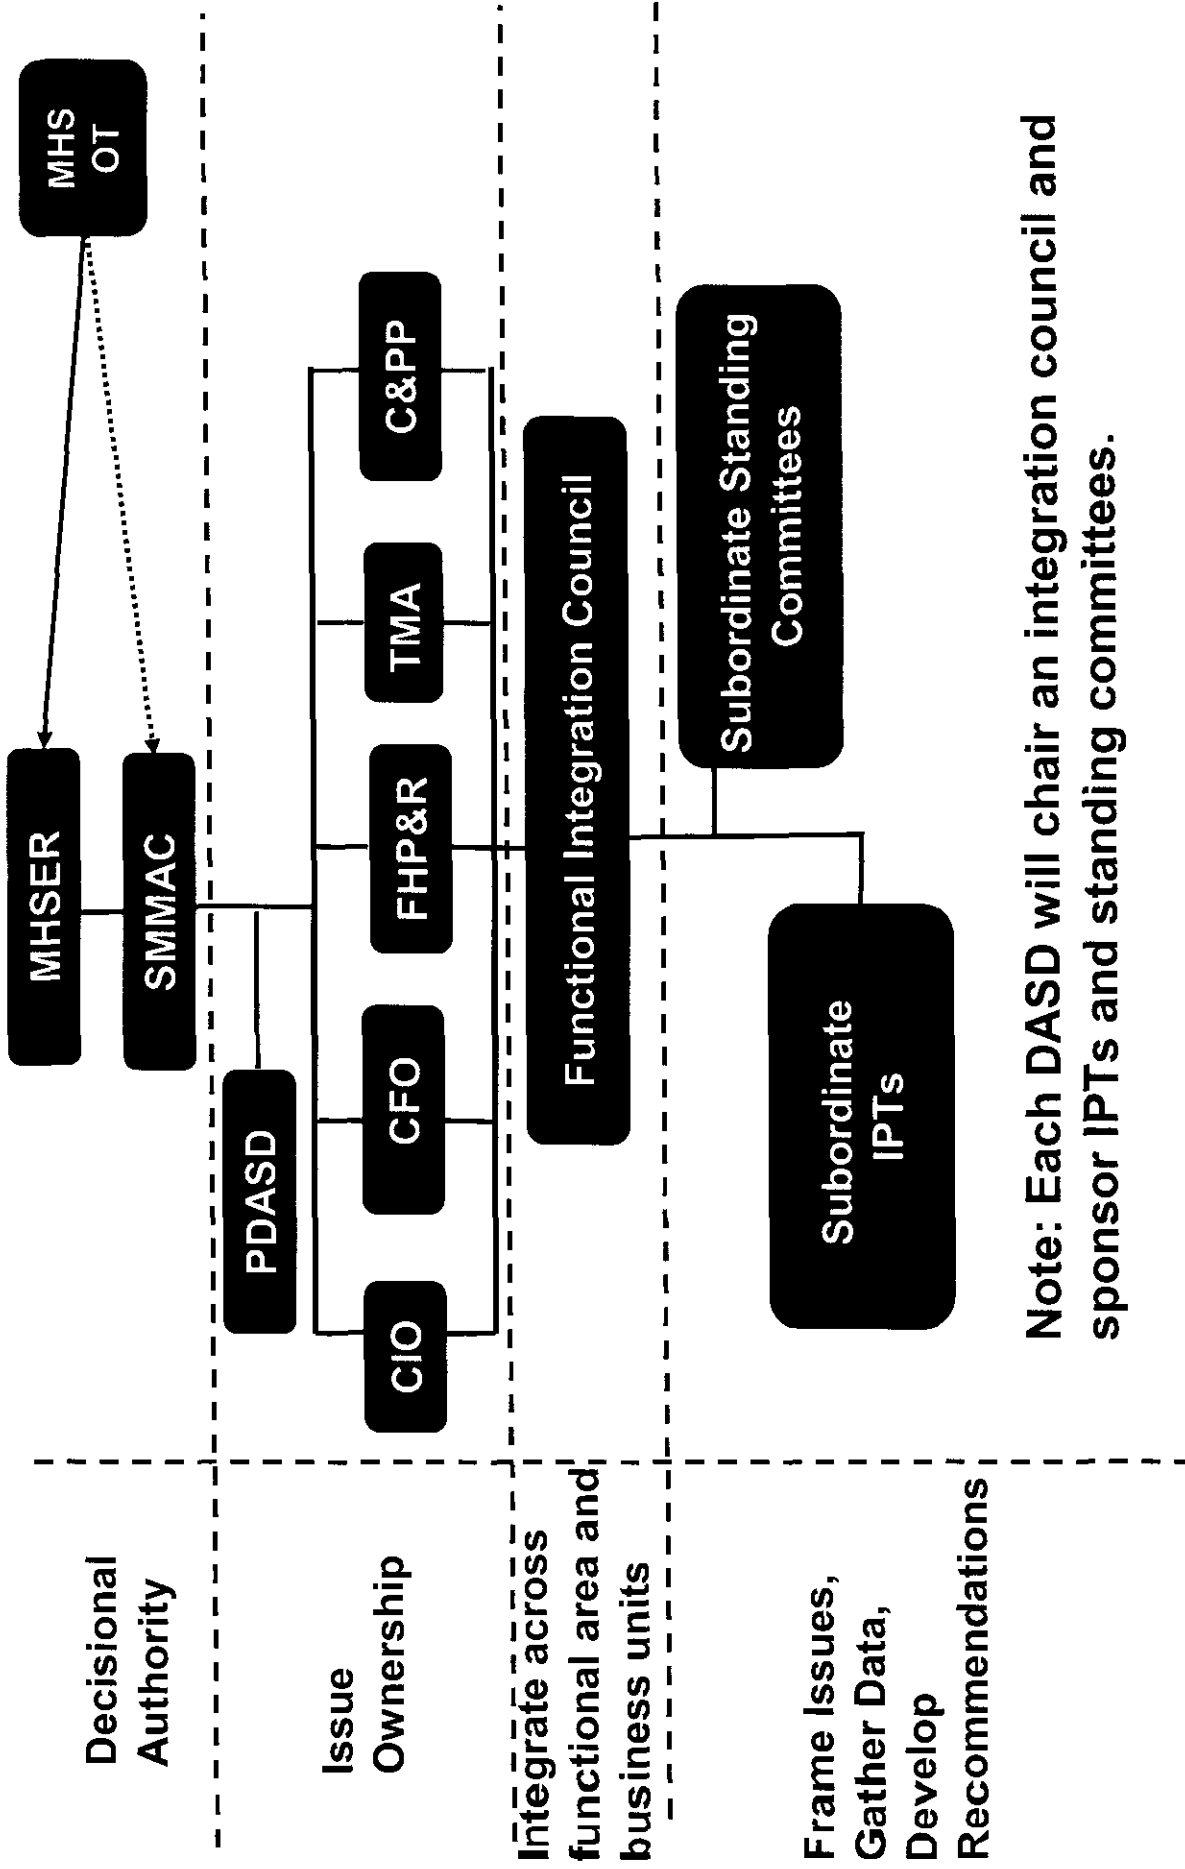 Decisional
Authority
MHSER
SMMAC
MHS
OT
Issue
Ownership
PDASD
CIO
CFO
FHP&R
TMA
C&PP
Integrate across
functional area and
business units
Functional Integration Council
Frame Issues,
Gather Data,
Develop
Recommendations
Subordinate Standing
Committees
Subordinate
IPTs
Note: Each DASD will chair an integration council and
sponsor IPTs and standing committees.